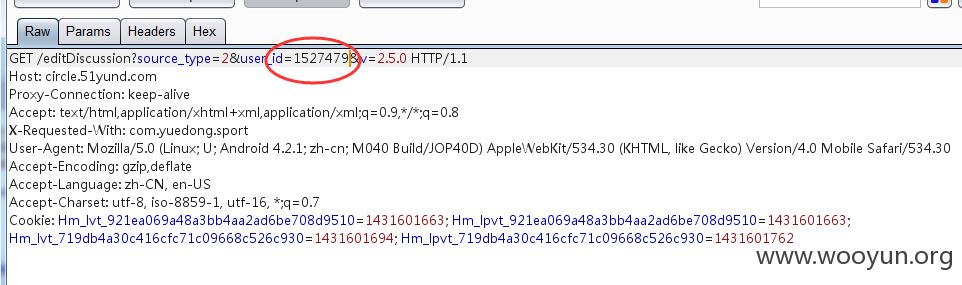 Raw
Params
Headers
Hex
GET /editDiscussion?source_type=2&user_id=1527479&v=2.5.0 HTTP/1.1
Host: circle.51yund.com
Proxy-Connection: keep-alive
Accept: text/html,application/xhtml+xml,application/xml;q=0.9,*/*;q=0.8
X-Requested-With: com.yuedong.sport
User-Agent: Mozilla/5.0 (Linux; U; Android 4.2.1; zh-cn; M040 Build/JOP40D) AppleWebKit/534.30 (KHTML, like Gecko) Version/4.0 Mobile Safari/534.30
Accept-Encoding: gzip,deflate
Accept-Language: zh-CN, en-US
Accept-Charset: utf-8, iso-8859-1, utf-16, *;q=0.7
Cookie: Hm_lvt_921ea069a48a3bb4aa2ad6be708d9510=1431601663; Hm_lpvt_921ea069a48a3bb4aa2ad6be708d9510=1431601663;
Hm_lvt_719db4a30c416cfc71c09668c526c930=1431601694; Hm_lpvt_719db4a30c416cfc71c09668c526c930=1431601762
www.wooyun.org